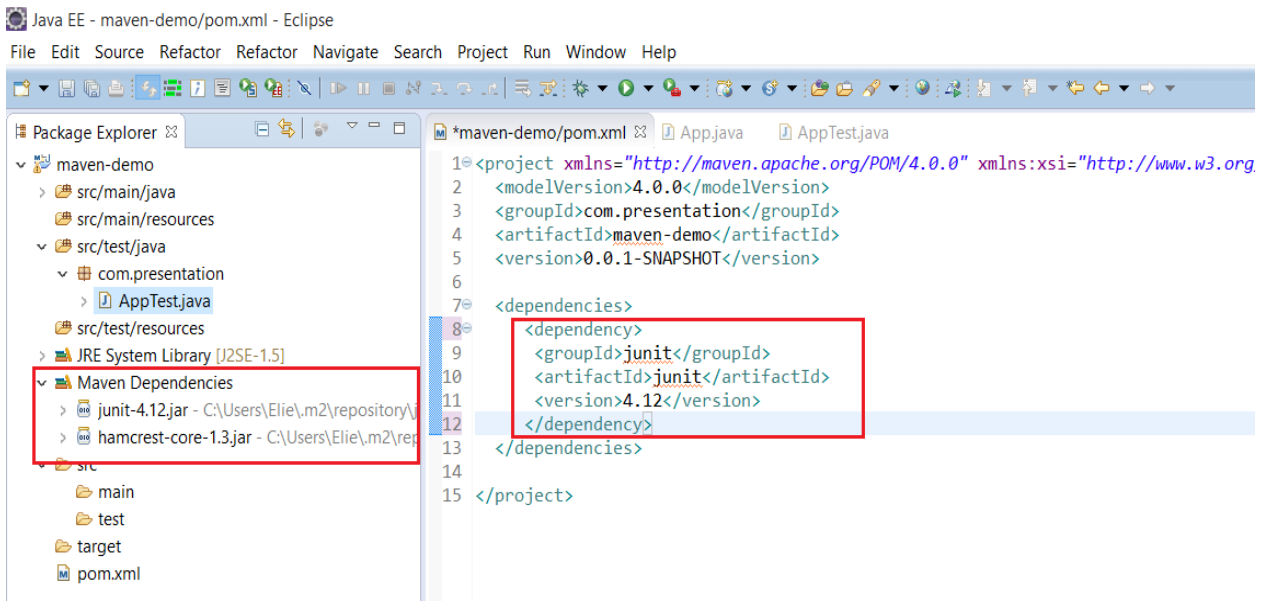 Java EE - maven-demo/pom.xml - Eclipse
File Edit Source Refactor Refactor Navigate Search Project Run Window Help
Package Explorer
maven-demo
src/main/java
src/main/resources
src/test/java
com.presentation
AppTest.java
src/test/resources
JRE System Library [J2SE-1.5]
Maven Dependencies
junit-4.12.jar - C:\Users\Elie\.m2\repository\j
hamcrest-core-1.3.jar - C:\Users\Elie\.m2\rep
src
main
test
target
pom.xml
*maven-demo/pom.xml App.java AppTest.java
1 <project xmlns="http://maven.apache.org/POM/4.0.0" xmlns:xsi="http://www.w3.org
2 <modelVersion>4.0.0</modelVersion>
3 <groupId>com.presentation</groupId>
4 <artifactId>maven-demo</artifactId>
5 <version>0.0.1-SNAPSHOT</version>
6
7 <dependencies>
8 <dependency>
9 <groupId>junit</groupId>
10 <artifactId>junit</artifactId>
11 <version>4.12</version>
12 </dependency>
13 </dependencies>
14
15 </project>